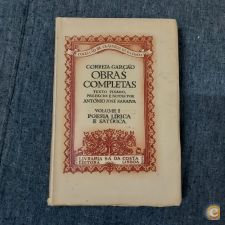 CORREIA GARÇÃO
OBRAS
COMPLETAS
TEXTO FIXADO,
PREFÁCIO E NOTAS POR
ANTÓNIO JOSÉ SARAIVA
VOLUME I
POESIA LÍRICA
E SATÍRICA
LIVRARIA SÁ DA COSTA
EDITORA LISBOA